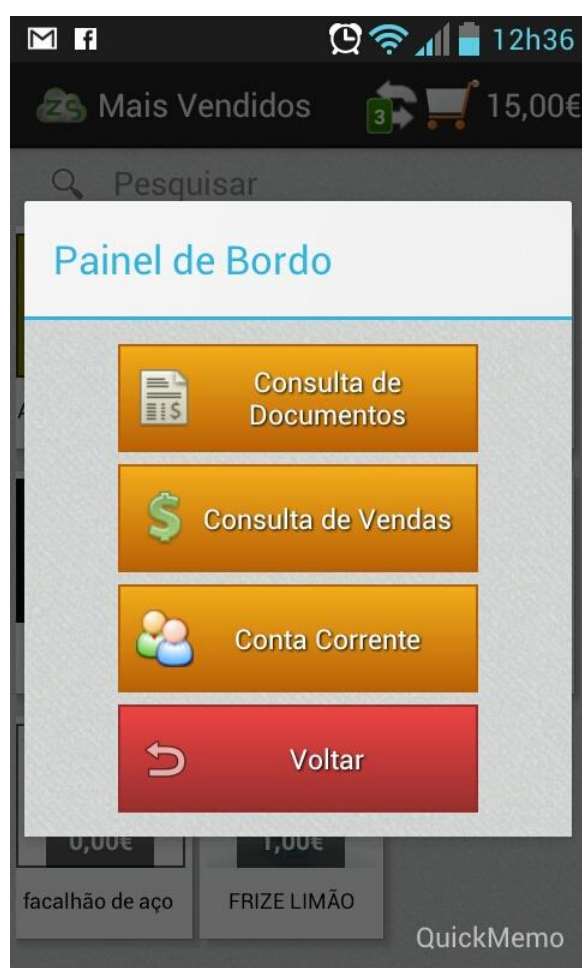 12h36
ZS Mais Vendidos 3 15,00€
Pesquisar
Painel de Bordo
Consulta de
Documentos
Consulta de Vendas
Conta Corrente
Voltar
0,00€ 1,00€
facalhão de aço FRIZE LIMÃO
QuickMemo